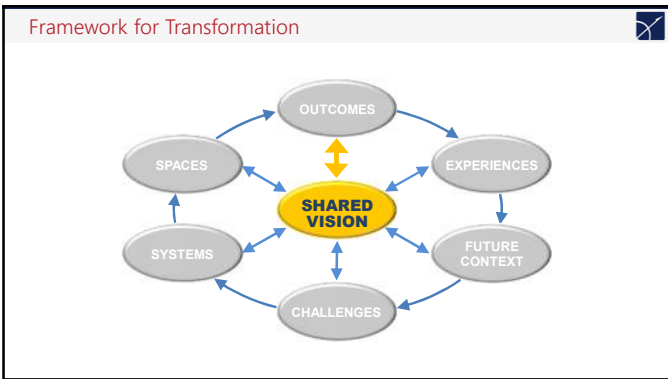 Framework for Transformation
OUTCOMES
SPACES
EXPERIENCES
SHARED
VISION
SYSTEMS
FUTURE
CONTEXT
CHALLENGES